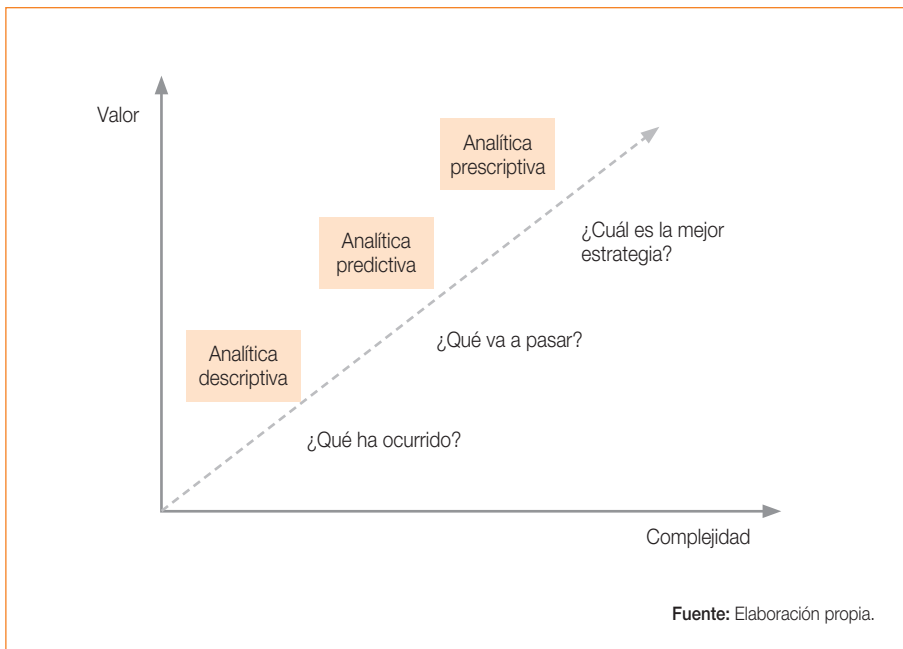 Valor
Analítica
prescriptiva
¿Cuál es la mejor
estrategia?
Analítica
predictiva
¿Qué va a pasar?
Analítica
descriptiva
¿Qué ha ocurrido?
Complejidad
Fuente: Elaboración propia.